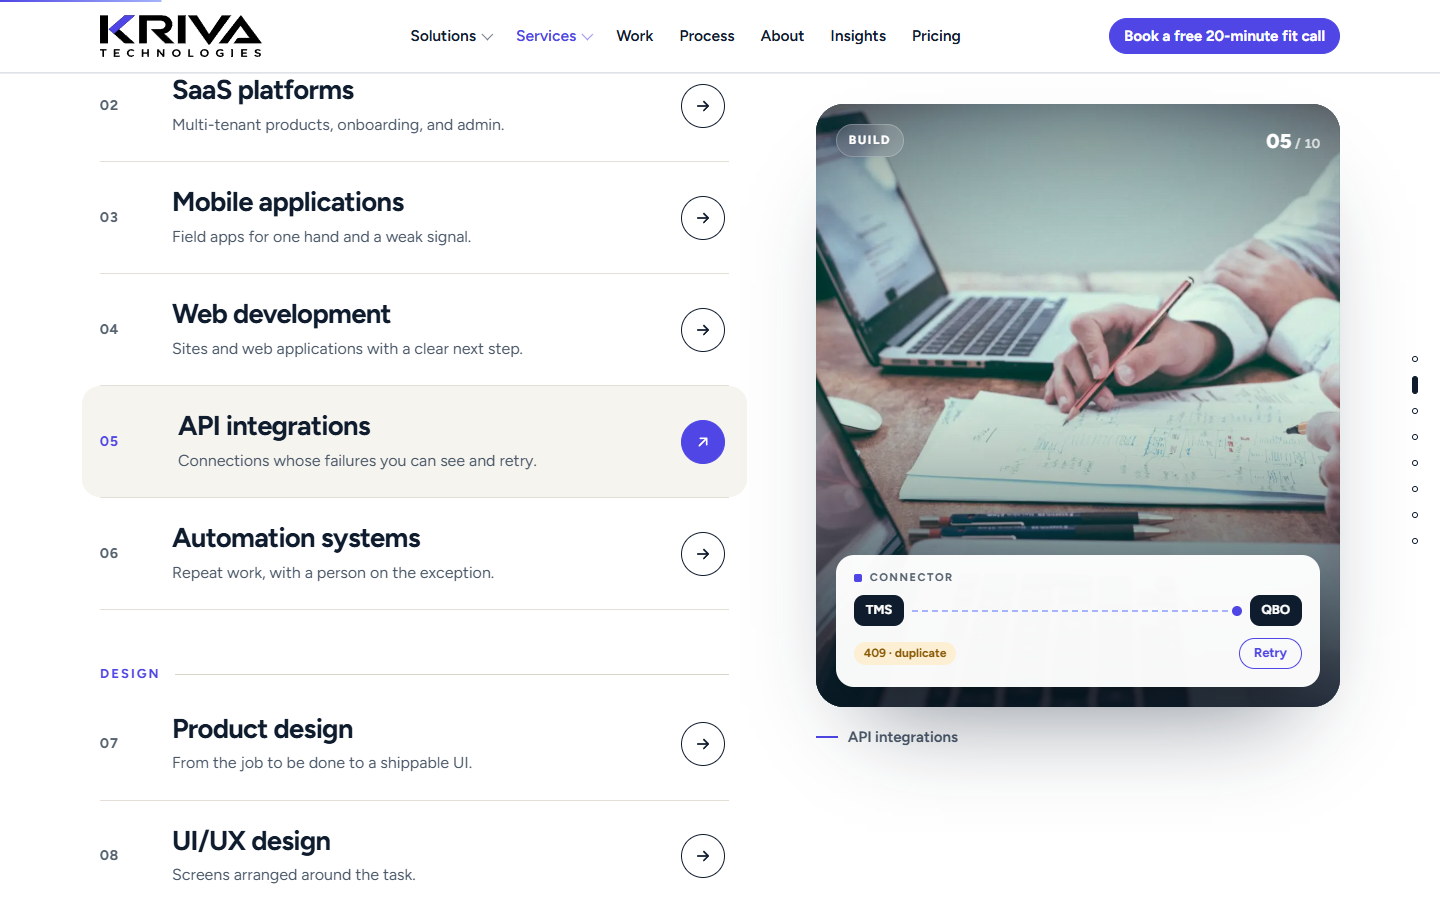 KRIVA
TECHNOLOGIES
Solutions
Services
Work
Process
About
Insights
Pricing
Book a free 20-minute fit call
02
SaaS platforms
Multi-tenant products, onboarding, and admin.
03
Mobile applications
Field apps for one hand and a weak signal.
04
Web development
Sites and web applications with a clear next step.
05
API integrations
Connections whose failures you can see and retry.
06
Automation systems
Repeat work, with a person on the exception.
DESIGN
07
Product design
From the job to be done to a shippable UI.
08
UI/UX design
Screens arranged around the task.
BUILD
05 / 10
CONNECTOR
TMS
QBO
409 · duplicate
Retry
API integrations